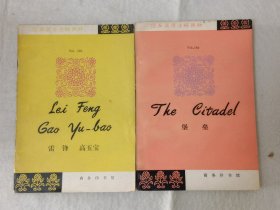 Lei Feng
Gao Yu-bao
雷锋 高玉宝
商务印书馆
The Citadel
堡垒
商务印书馆